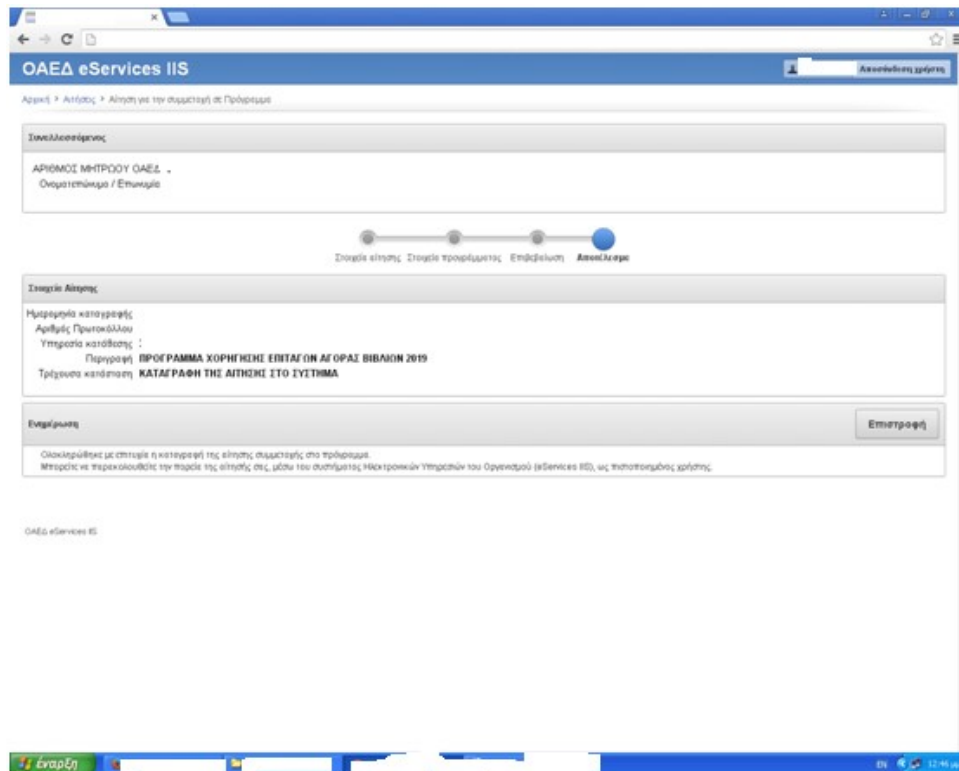 ΟΑΕΔ eServices IIS
Αποσύνδεση χρήστη
Αρχική > Αιτήσεις > Αίτηση για την συμμετοχή σε Πρόγραμμα
Συναλλασσόμενος
ΑΡΙΘΜΟΣ ΜΗΤΡΩΟΥ ΟΑΕΔ
Ονοματεπώνυμο / Επωνυμία
Στοιχεία αίτησης Στοιχεία προγράμματος Επιβεβαίωση Αποτέλεσμα
Στοιχεία Αίτησης
Ημερομηνία καταγραφής
Αριθμός Πρωτοκόλλου
Υπηρεσία κατάθεσης :
Περιγραφή ΠΡΟΓΡΑΜΜΑ ΧΟΡΗΓΗΣΗΣ ΕΠΙΤΑΓΩΝ ΑΓΟΡΑΣ ΒΙΒΛΙΩΝ 2019
Τρέχουσα κατάσταση ΚΑΤΑΓΡΑΦΗ ΤΗΣ ΑΙΤΗΣΗΣ ΣΤΟ ΣΥΣΤΗΜΑ
Ενημέρωση
Επιστροφή
Ολοκληρώθηκε με επιτυχία η καταγραφή της αίτησης συμμετοχής στο πρόγραμμα.
Μπορείτε να παρακολουθείτε την πορεία της αίτησής σας, μέσω του συστήματος Ηλεκτρονικών Υπηρεσιών του Οργανισμού (eServices IIS), ως πιστοποιημένος χρήστης.
ΟΑΕΔ eServices IIS
έναρξη
EN
12:46 μμ